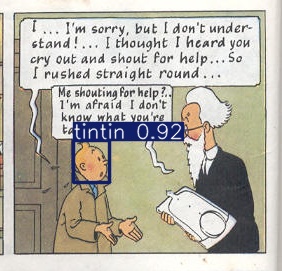 I ... I'm sorry, but I don't under-
stand!... I thought I heard you
cry out and shout for help... So
I rushed straight round ...
Me shouting for help?..
I'm afraid I don't
know what you're
tintin 0.92